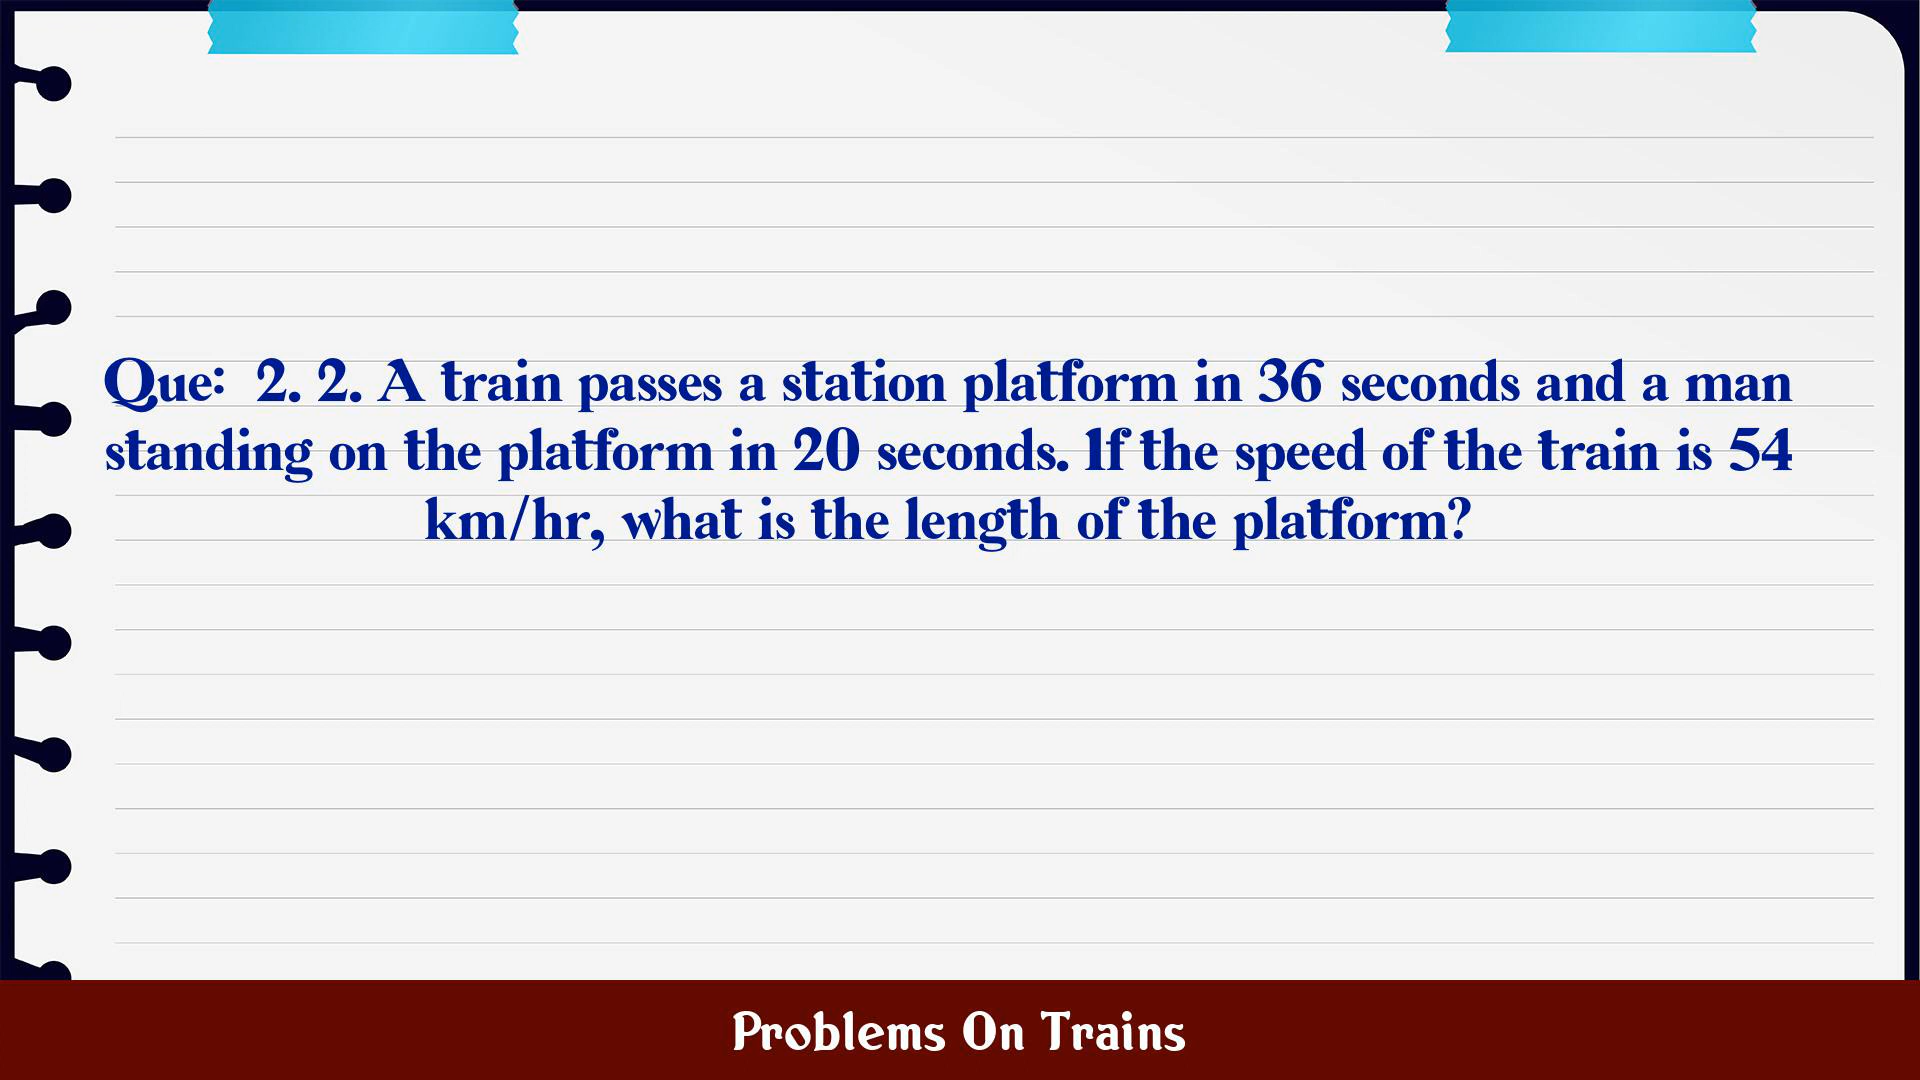 Que:  2. 2. A train passes a station platform in 36 seconds and a man
standing on the platform in 20 seconds. If the speed of the train is 54
km/hr, what is the length of the platform?
Problems On Trains